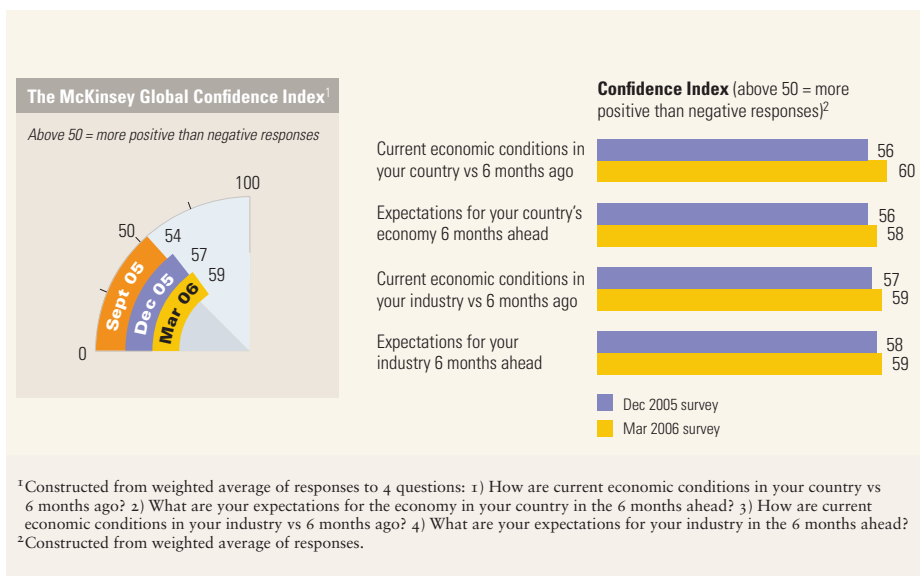 The McKinsey Global Confidence Index¹
Above 50 = more positive than negative responses
100
50
54
57
59
0
Sept 05
Dec 05
Mar 06
Confidence Index (above 50 = more
positive than negative responses)²
Current economic conditions in
your country vs 6 months ago
56
60
Expectations for your country's
economy 6 months ahead
56
58
Current economic conditions in
your industry vs 6 months ago
57
59
Expectations for your
industry 6 months ahead
58
59
Dec 2005 survey
Mar 2006 survey
¹Constructed from weighted average of responses to 4 questions: 1) How are current economic conditions in your country vs
6 months ago? 2) What are your expectations for the economy in your country in the 6 months ahead? 3) How are current
economic conditions in your industry vs 6 months ago? 4) What are your expectations for your industry in the 6 months ahead?
²Constructed from weighted average of responses.